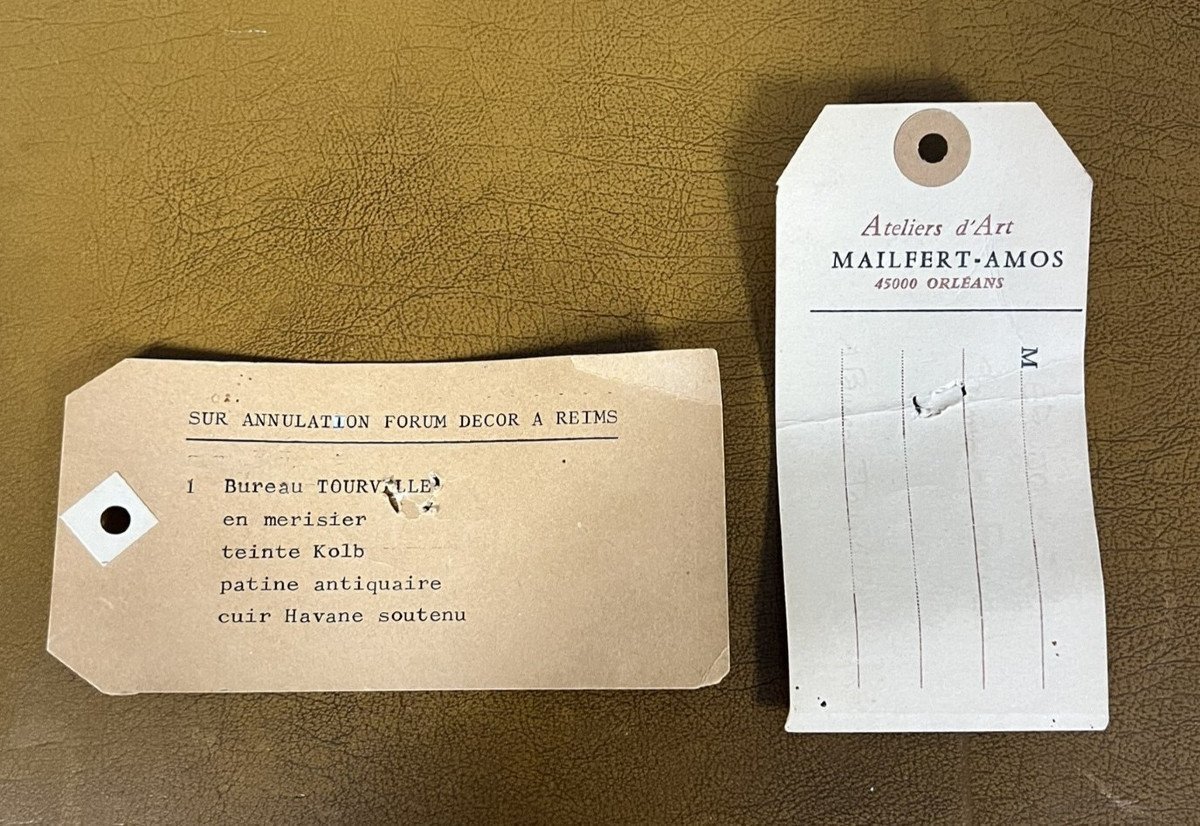 SUR ANNULATION FORUM DECOR A REIMS
1 Bureau TOURVILLE
en merisier
teinte Kolb
patine antiquaire
cuir Havane soutenu
Ateliers d'Art
MAILFERT-AMOS
45000 ORLÉANS
M